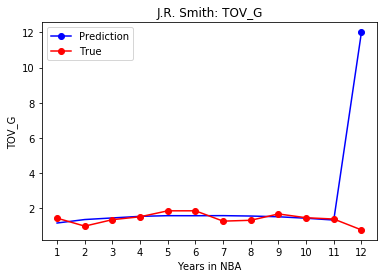 J.R. Smith: TOV_G
Prediction
True
12
10
8
6
4
2
TOV_G
1 2 3 4 5 6 7 8 9 10 11 12
Years in NBA